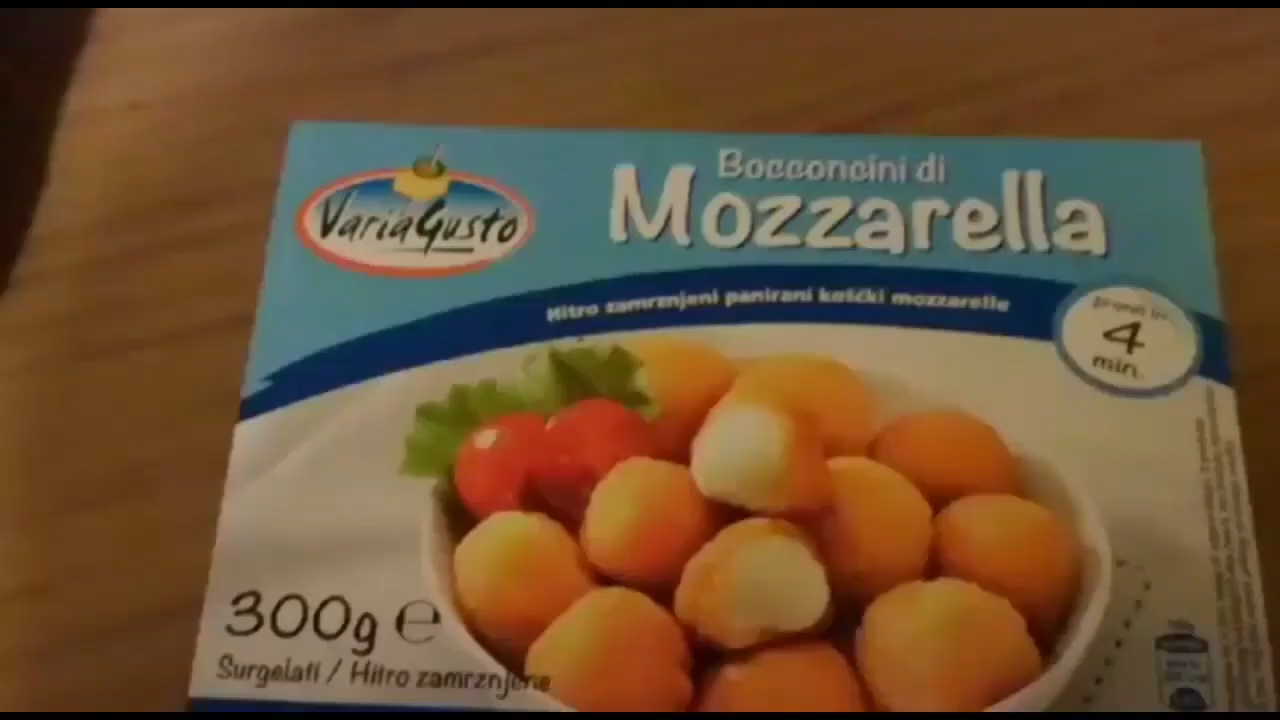 VariaGusto
Bocconcini di
Mozzarella
Hitro zamrznjeni panirani koščki mozzarelle
4
min.
300g ℮
Surgelati / Hitro zamrznjene